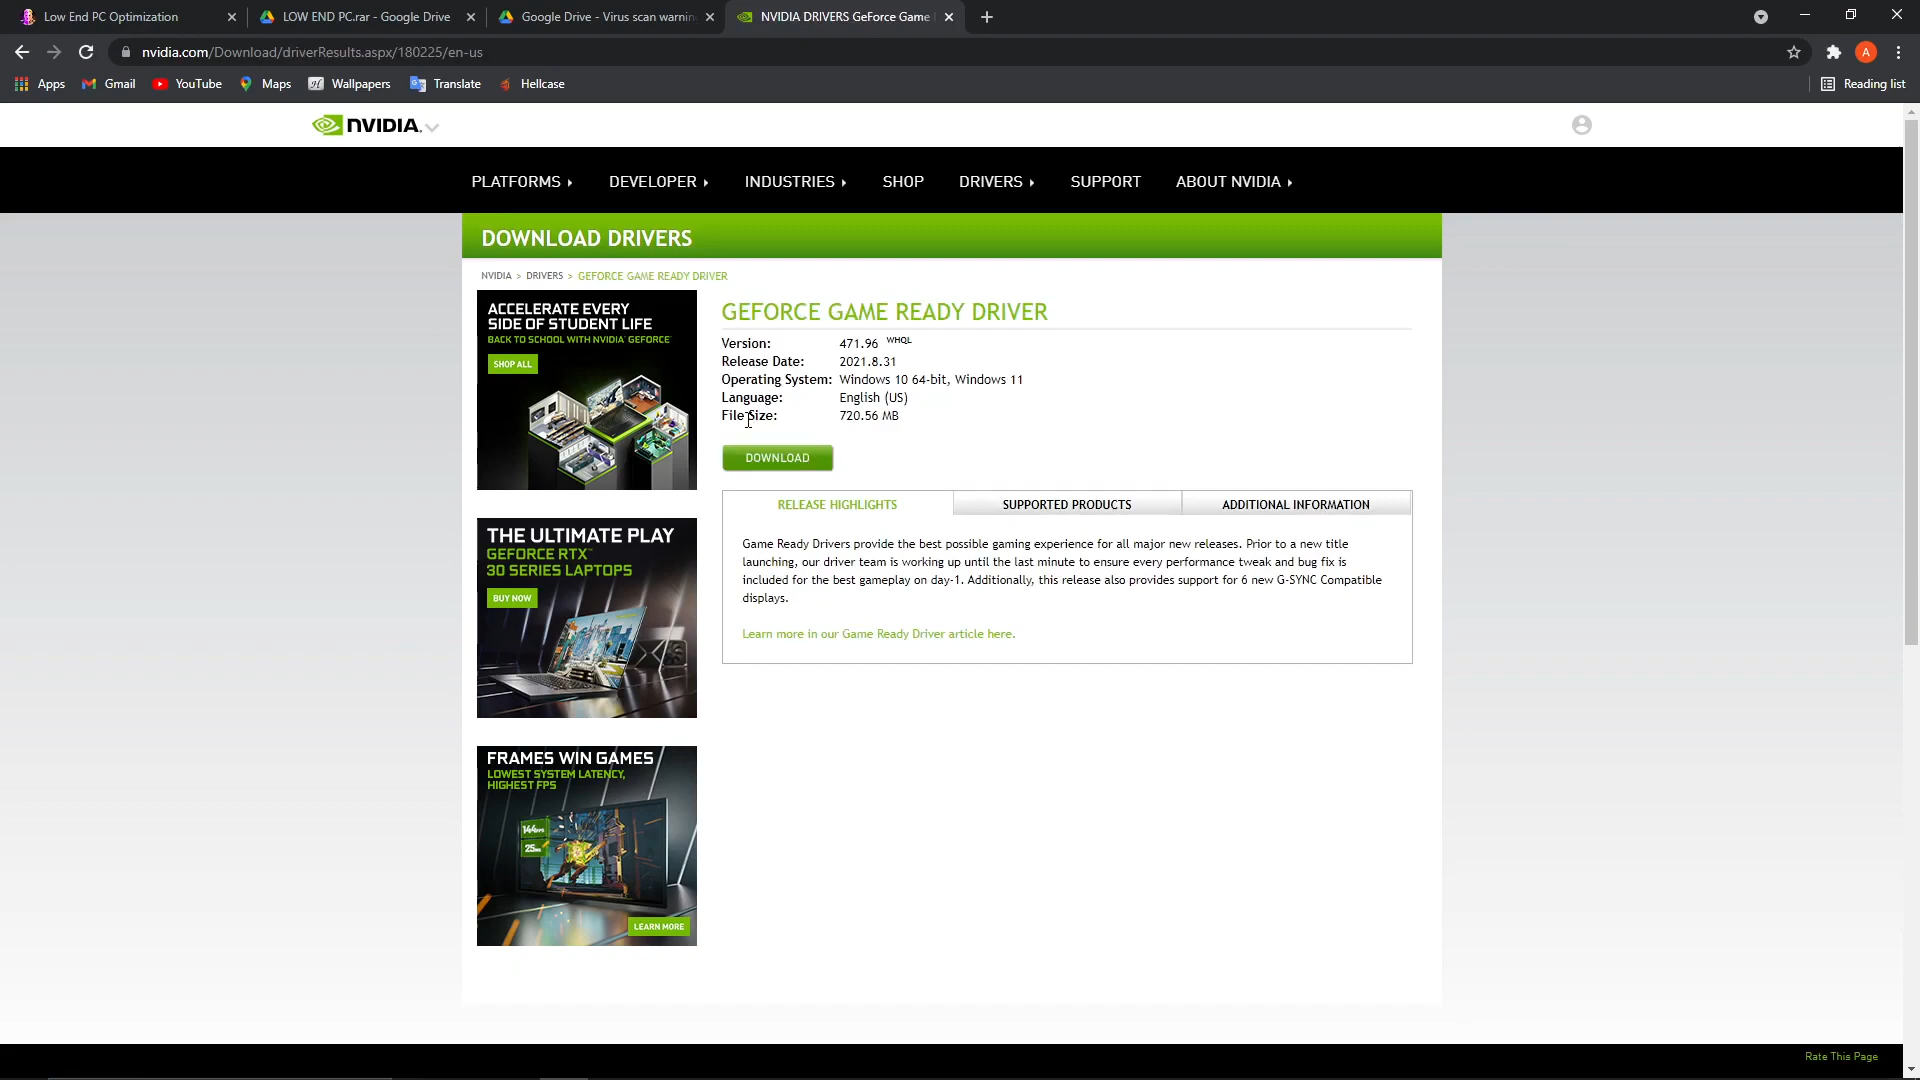 Low End PC Optimization
LOW END PC.rar - Google Drive
Google Drive - Virus scan warnin
NVIDIA DRIVERS GeForce Game
nvidia.com/Download/driverResults.aspx/180225/en-us
A
Apps
Gmail
YouTube
Maps
Wallpapers
Translate
Hellcase
Reading list
NVIDIA.
PLATFORMS
DEVELOPER
INDUSTRIES
SHOP
DRIVERS
SUPPORT
ABOUT NVIDIA
DOWNLOAD DRIVERS
NVIDIA > DRIVERS > GEFORCE GAME READY DRIVER
ACCELERATE EVERY
SIDE OF STUDENT LIFE
BACK TO SCHOOL WITH NVIDIA GEFORCE
SHOP ALL
GEFORCE GAME READY DRIVER
Version: 471.96 WHQL
Release Date: 2021.8.31
Operating System: Windows 10 64-bit, Windows 11
Language: English (US)
File Size: 720.56 MB
DOWNLOAD
RELEASE HIGHLIGHTS
SUPPORTED PRODUCTS
ADDITIONAL INFORMATION
Game Ready Drivers provide the best possible gaming experience for all major new releases. Prior to a new title
launching, our driver team is working up until the last minute to ensure every performance tweak and bug fix is
included for the best gameplay on day-1. Additionally, this release also provides support for 6 new G-SYNC Compatible
displays.
Learn more in our Game Ready Driver article here.
THE ULTIMATE PLAY
GEFORCE RTX™
30 SERIES LAPTOPS
BUY NOW
FRAMES WIN GAMES
LOWEST SYSTEM LATENCY,
HIGHEST FPS
144FPS
25ms
LEARN MORE
Rate This Page